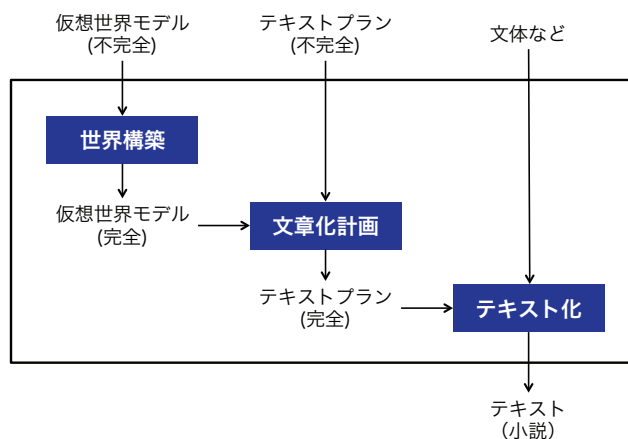 仮想世界モデル
(不完全)
テキストプラン
(不完全)
文体など
世界構築
仮想世界モデル
(完全)
文章化計画
テキストプラン
(完全)
テキスト化
テキスト
（小説）